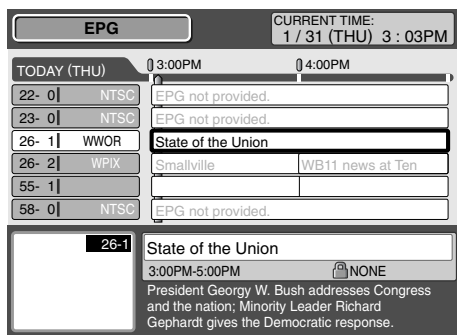 EPG
CURRENT TIME:
1 / 31 (THU) 3 : 03PM
TODAY (THU) 3:00PM 4:00PM
22- 0 NTSC EPG not provided.
23- 0 NTSC EPG not provided.
26- 1 WWOR State of the Union
26- 2 WPIX Smallville WB11 news at Ten
55- 1
58- 0 NTSC EPG not provided.
26-1
State of the Union
3:00PM-5:00PM NONE
President Georgy W. Bush addresses Congress
and the nation; Minority Leader Richard
Gephardt gives the Democratic response.